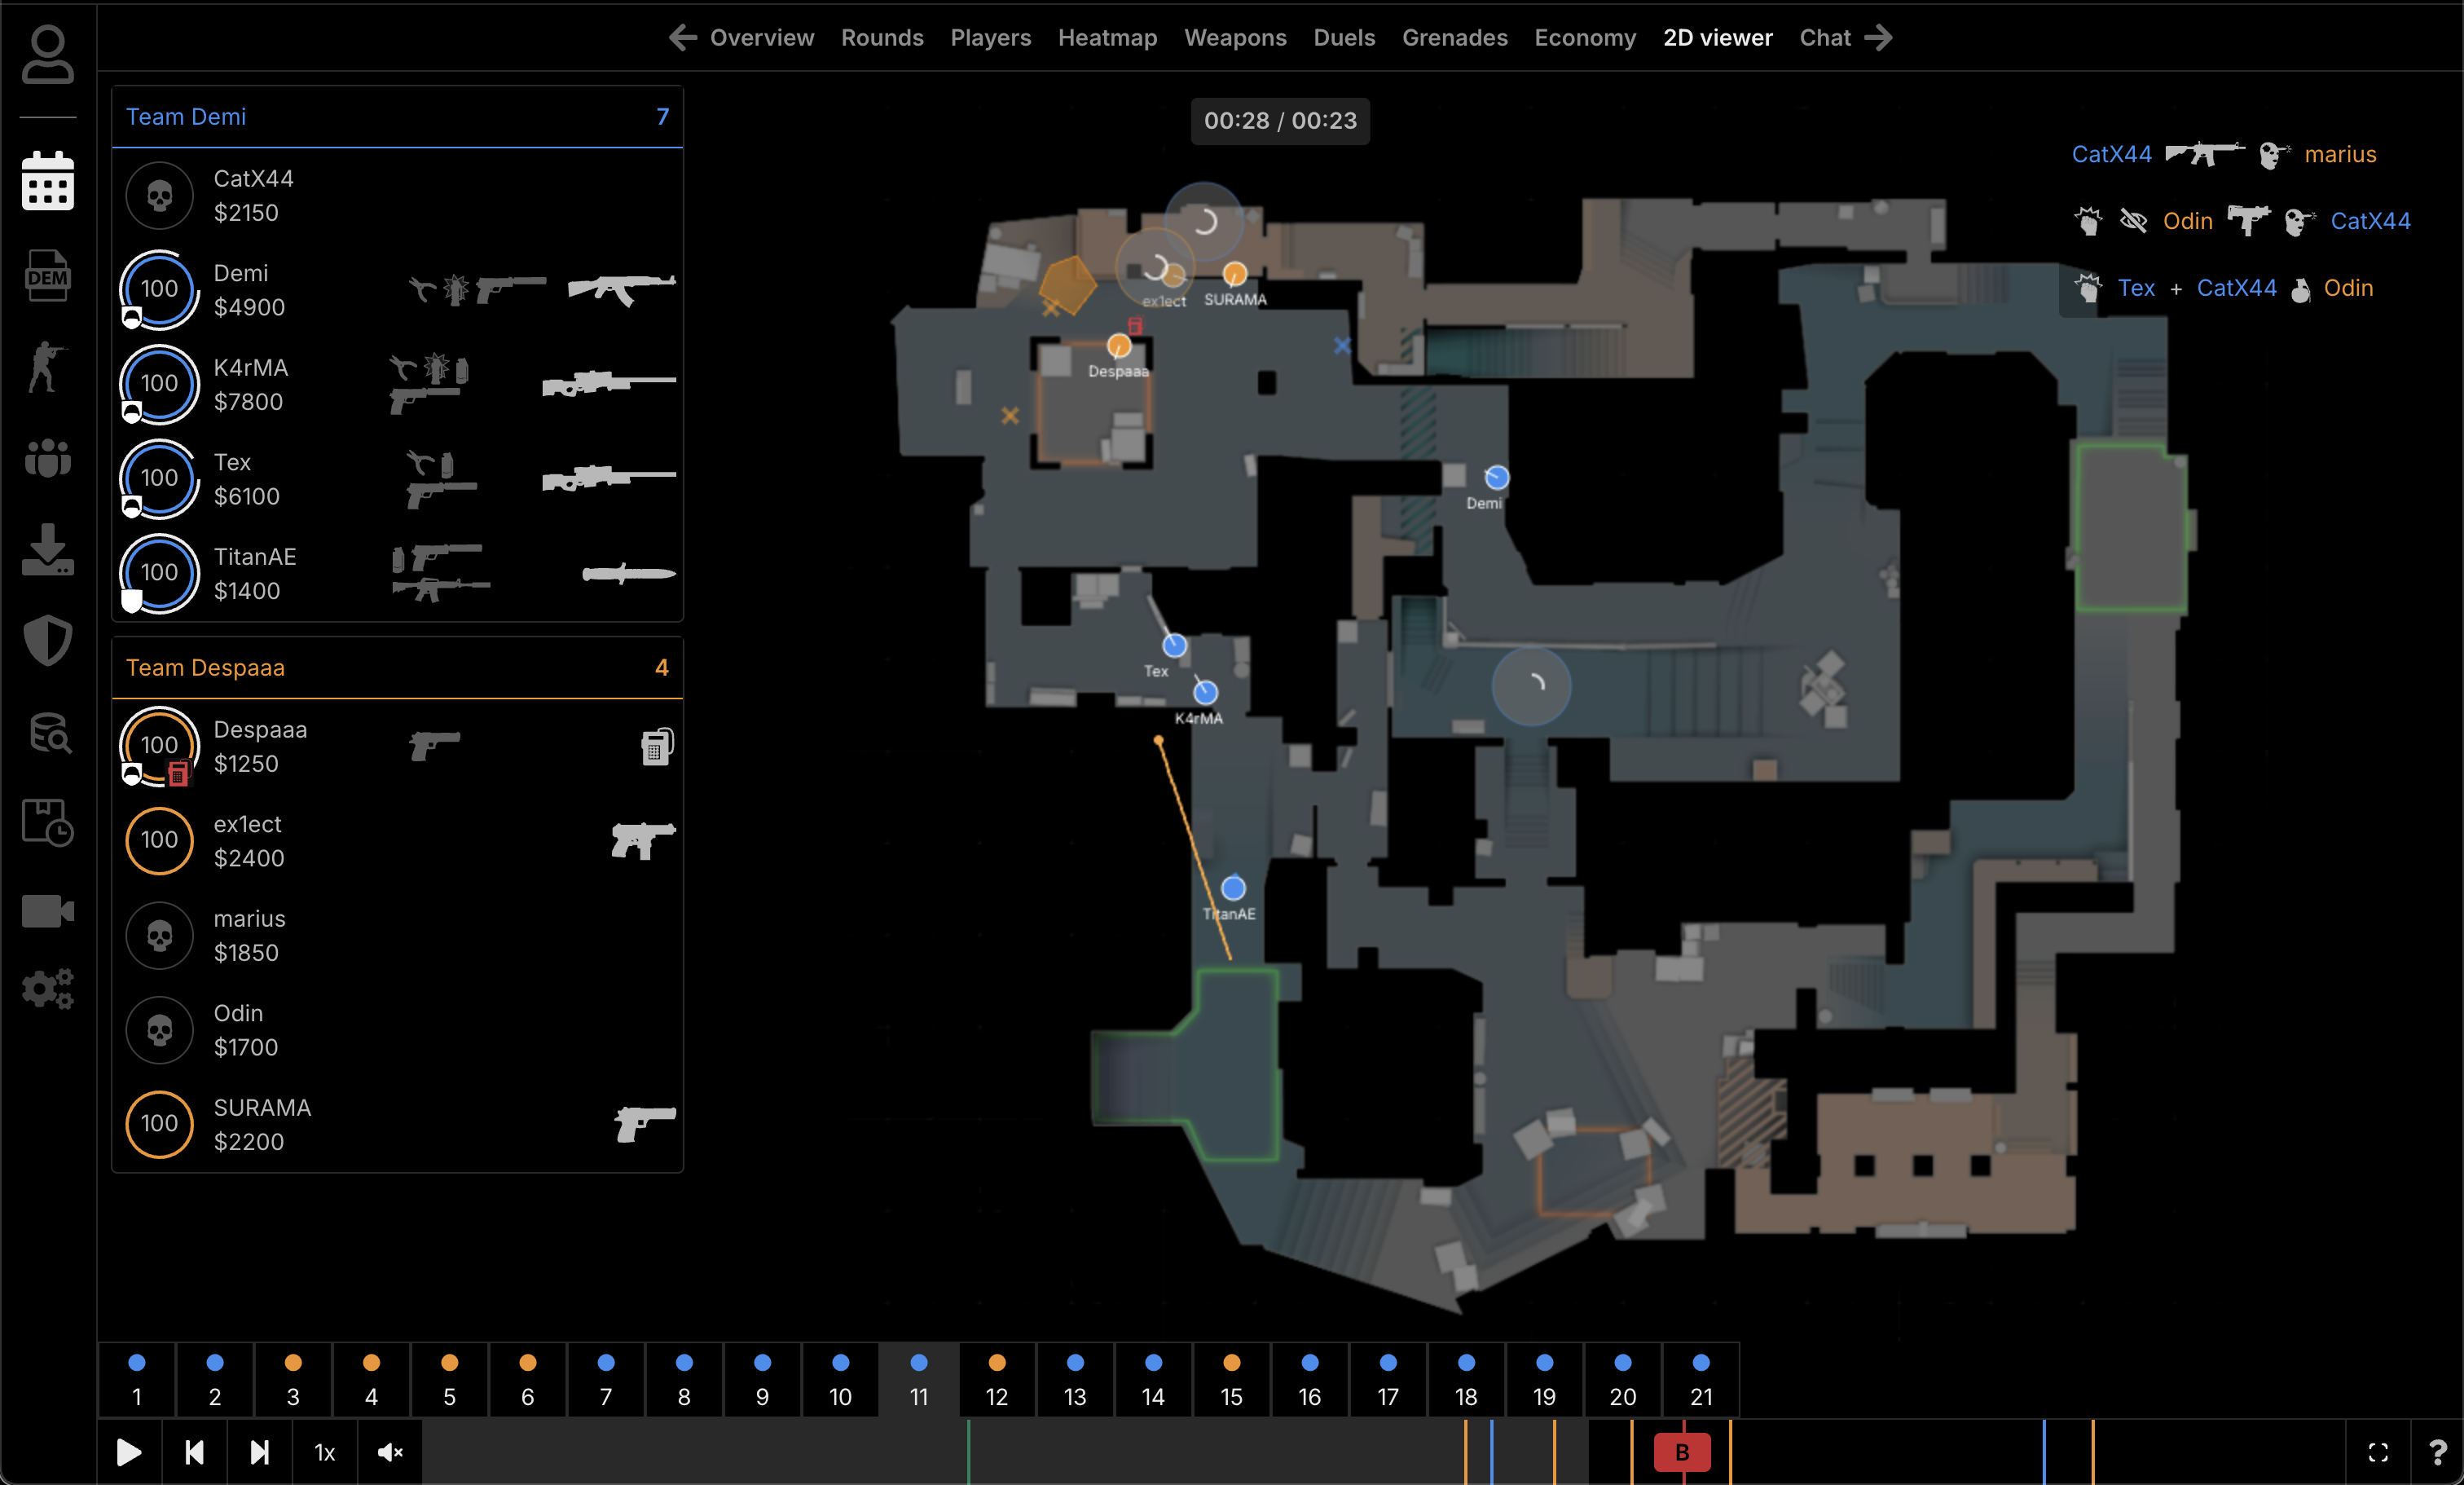 Overview Rounds Players Heatmap Weapons Duels Grenades Economy 2D viewer Chat
DEM
Team Demi 7
CatX44
$2150
100 Demi
$4900
100 K4rMA
$7800
100 Tex
$6100
100 TitanAE
$1400
Team Despaaa 4
100 Despaaa
$1250
100 ex1ect
$2400
marius
$1850
Odin
$1700
100 SURAMA
$2200
00:28 / 00:23
CatX44 marius
Odin CatX44
Tex + CatX44 Odin
ex1ect SURAMA
Despaaa
Demi
Tex
K4rMA
TitanAE
1 2 3 4 5 6 7 8 9 10 11 12 13 14 15 16 17 18 19 20 21
1x B ?